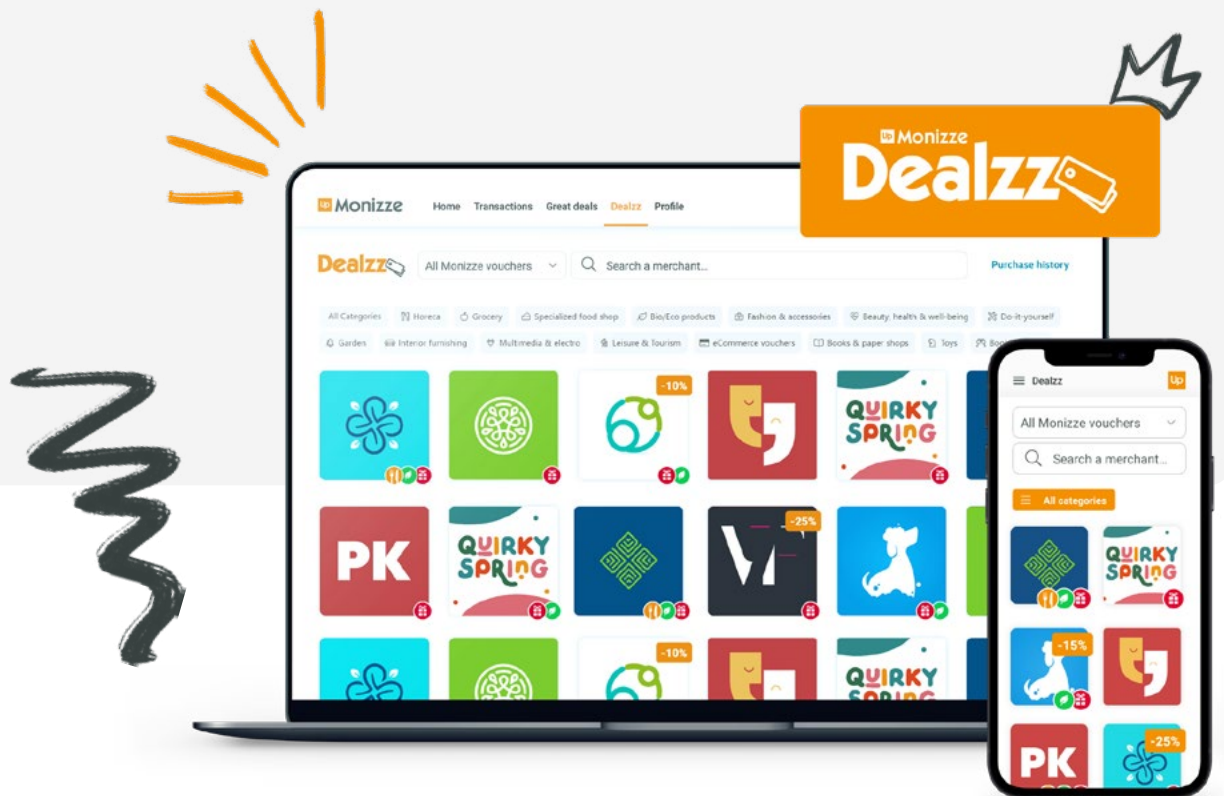 Up Monizze
Dealzz
Up Monizze Home Transactions Great deals Dealzz Profile
Dealzz All Monizze vouchers Search a merchant... Purchase history
All Categories Horeca Grocery Specialized food shop Bio/Eco products Fashion & accessories Beauty, health & well-being Do-it-yourself
Garden Interior furnishing Multimedia & electro Leisure & Tourism eCommerce vouchers Books & paper shops Toys
-10%
QUIRKY
SPRING
PK
QUIRKY
SPRING
-25%
-10%
QUIRKY
SPRING
Dealzz Up
All Monizze vouchers
Search a merchant...
All categories
QUIRKY
SPRING
-15%
PK
-25%